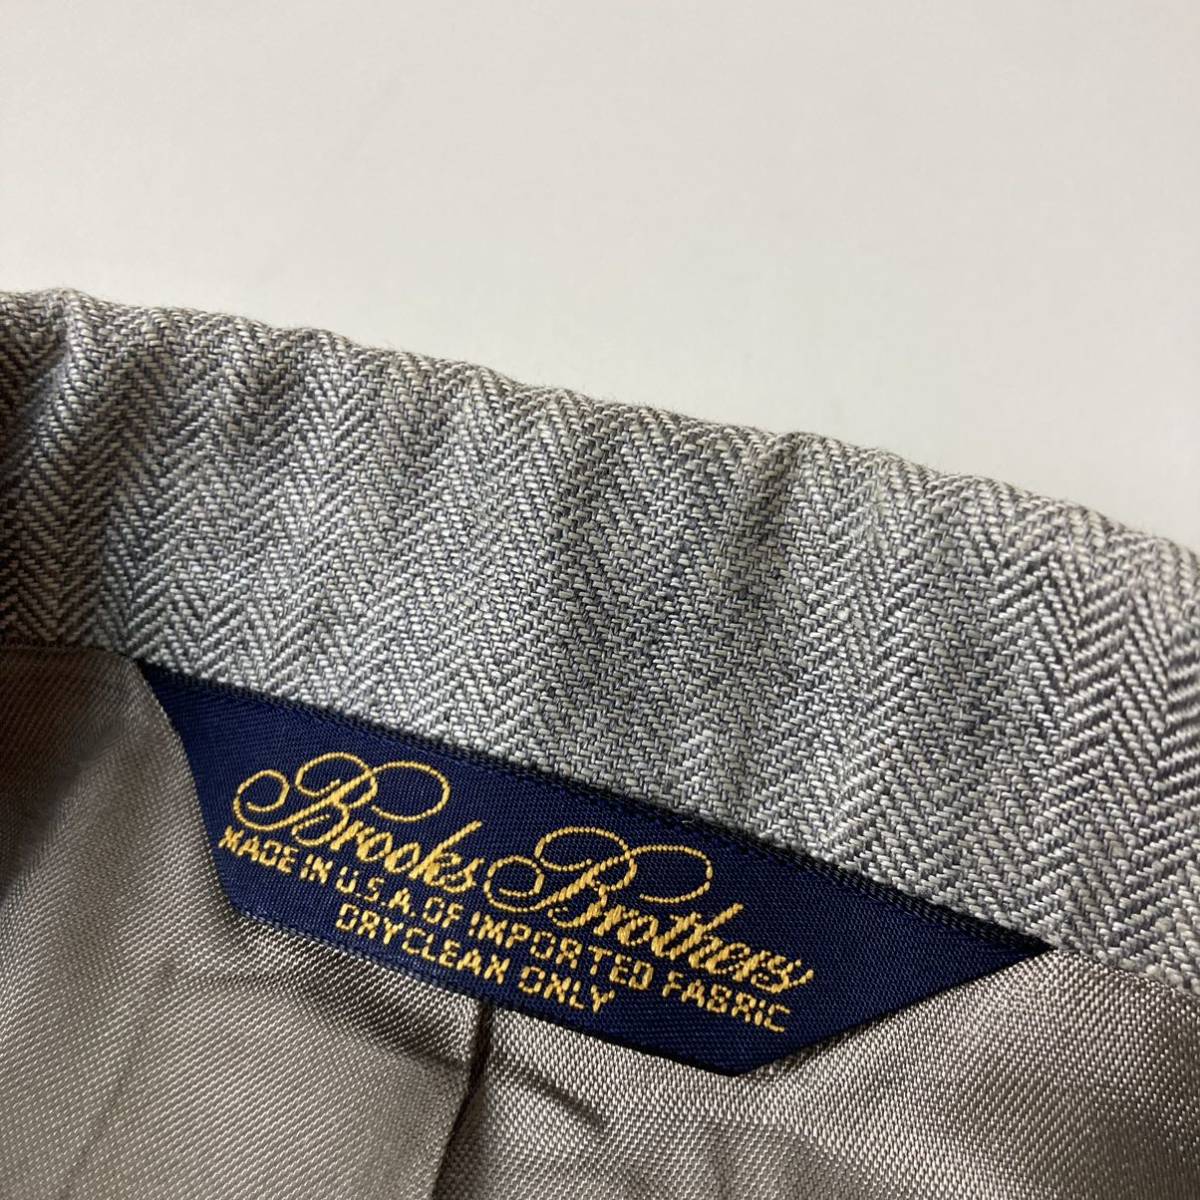 Brooks Brothers
MADE IN U.S.A. OF IMPORTED FABRIC
DRYCLEAN ONLY